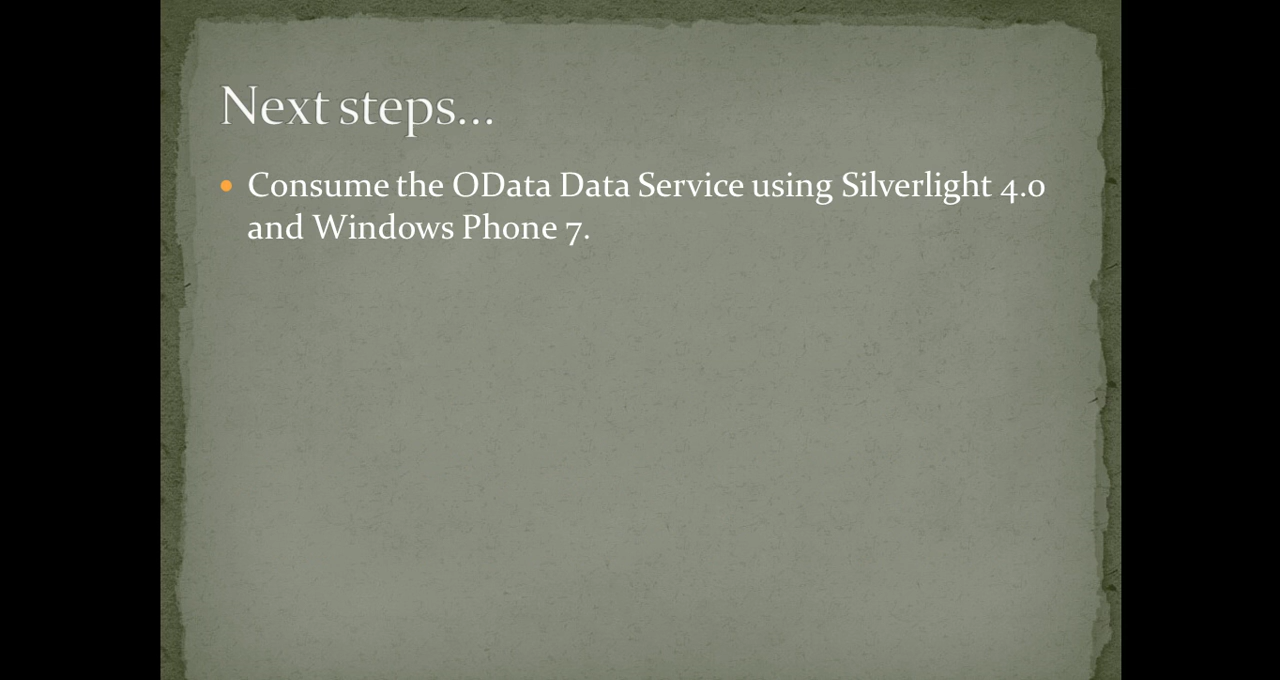 Next steps...
• Consume the OData Data Service using Silverlight 4.0
and Windows Phone 7.